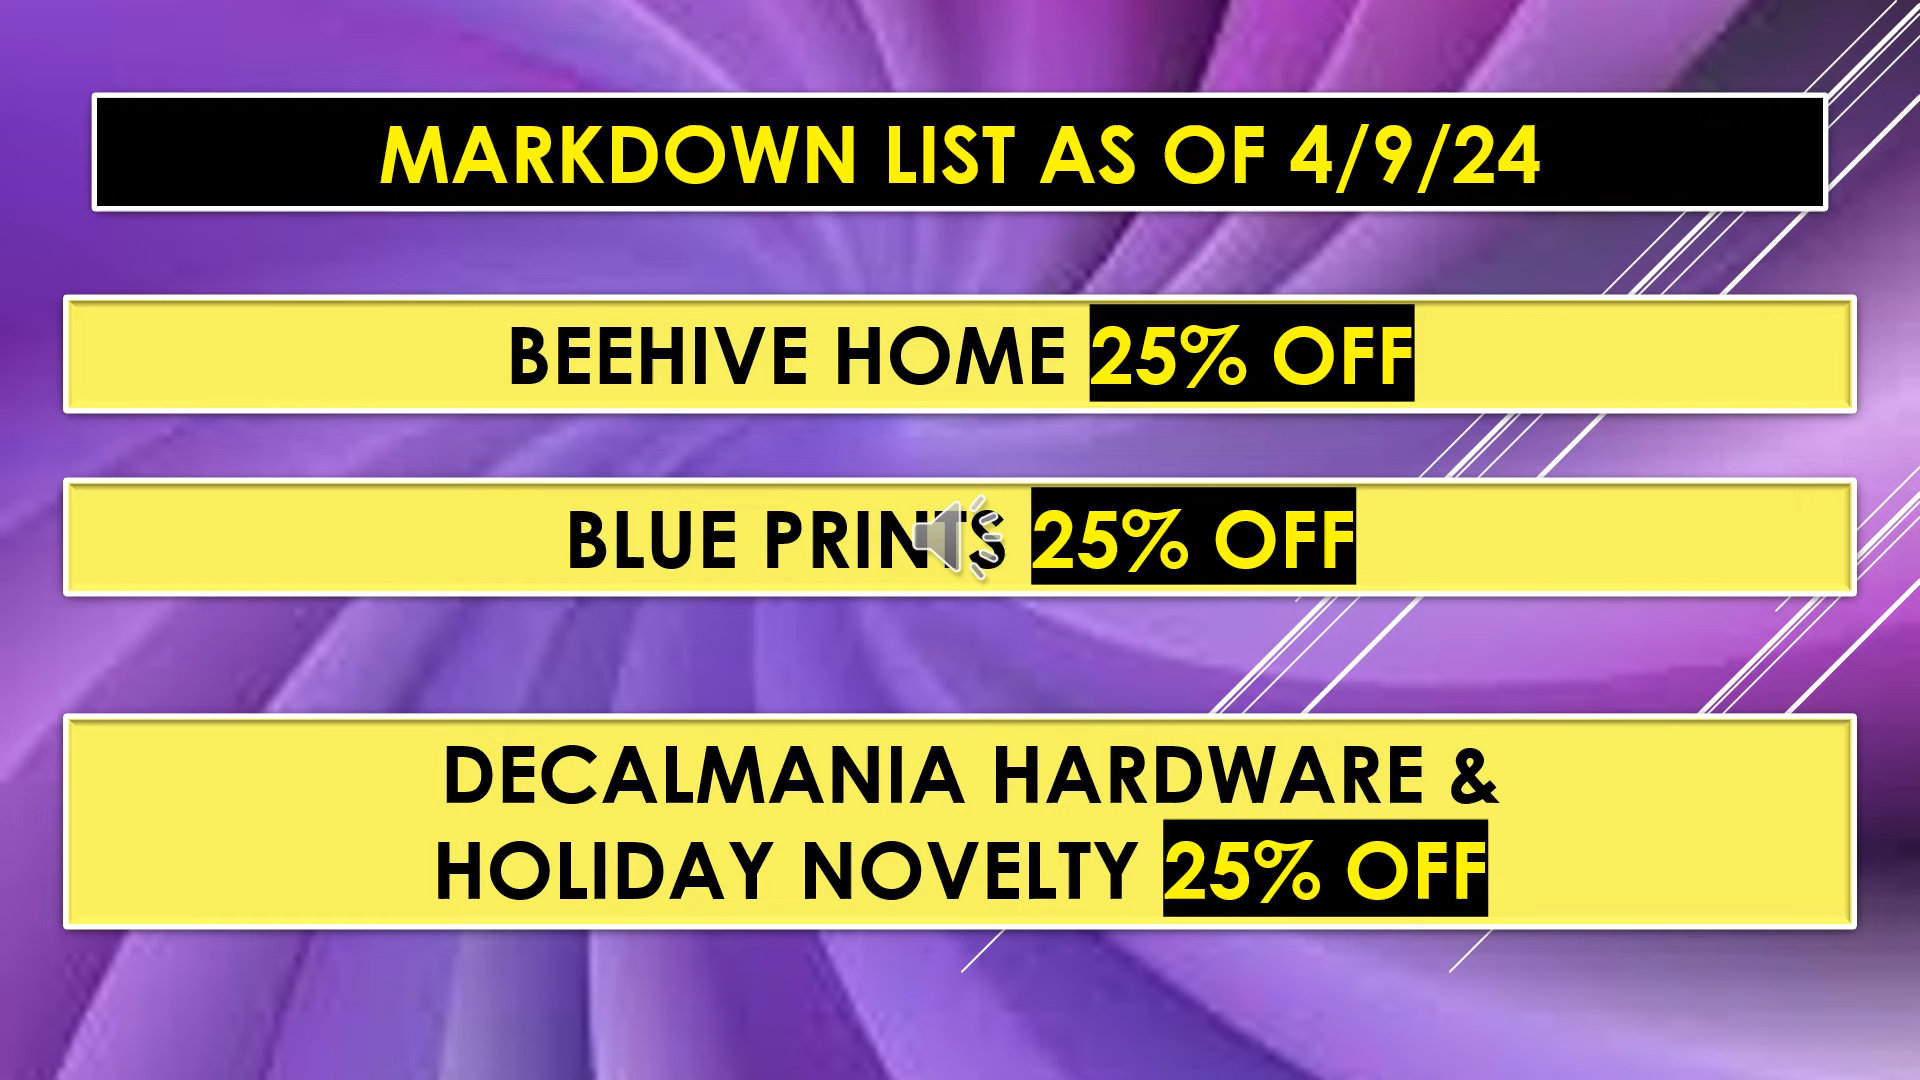 MARKDOWN LIST AS OF 4/9/24
BEEHIVE HOME 25% OFF
BLUE PRINTS 25% OFF
DECALMANIA HARDWARE &
HOLIDAY NOVELTY 25% OFF